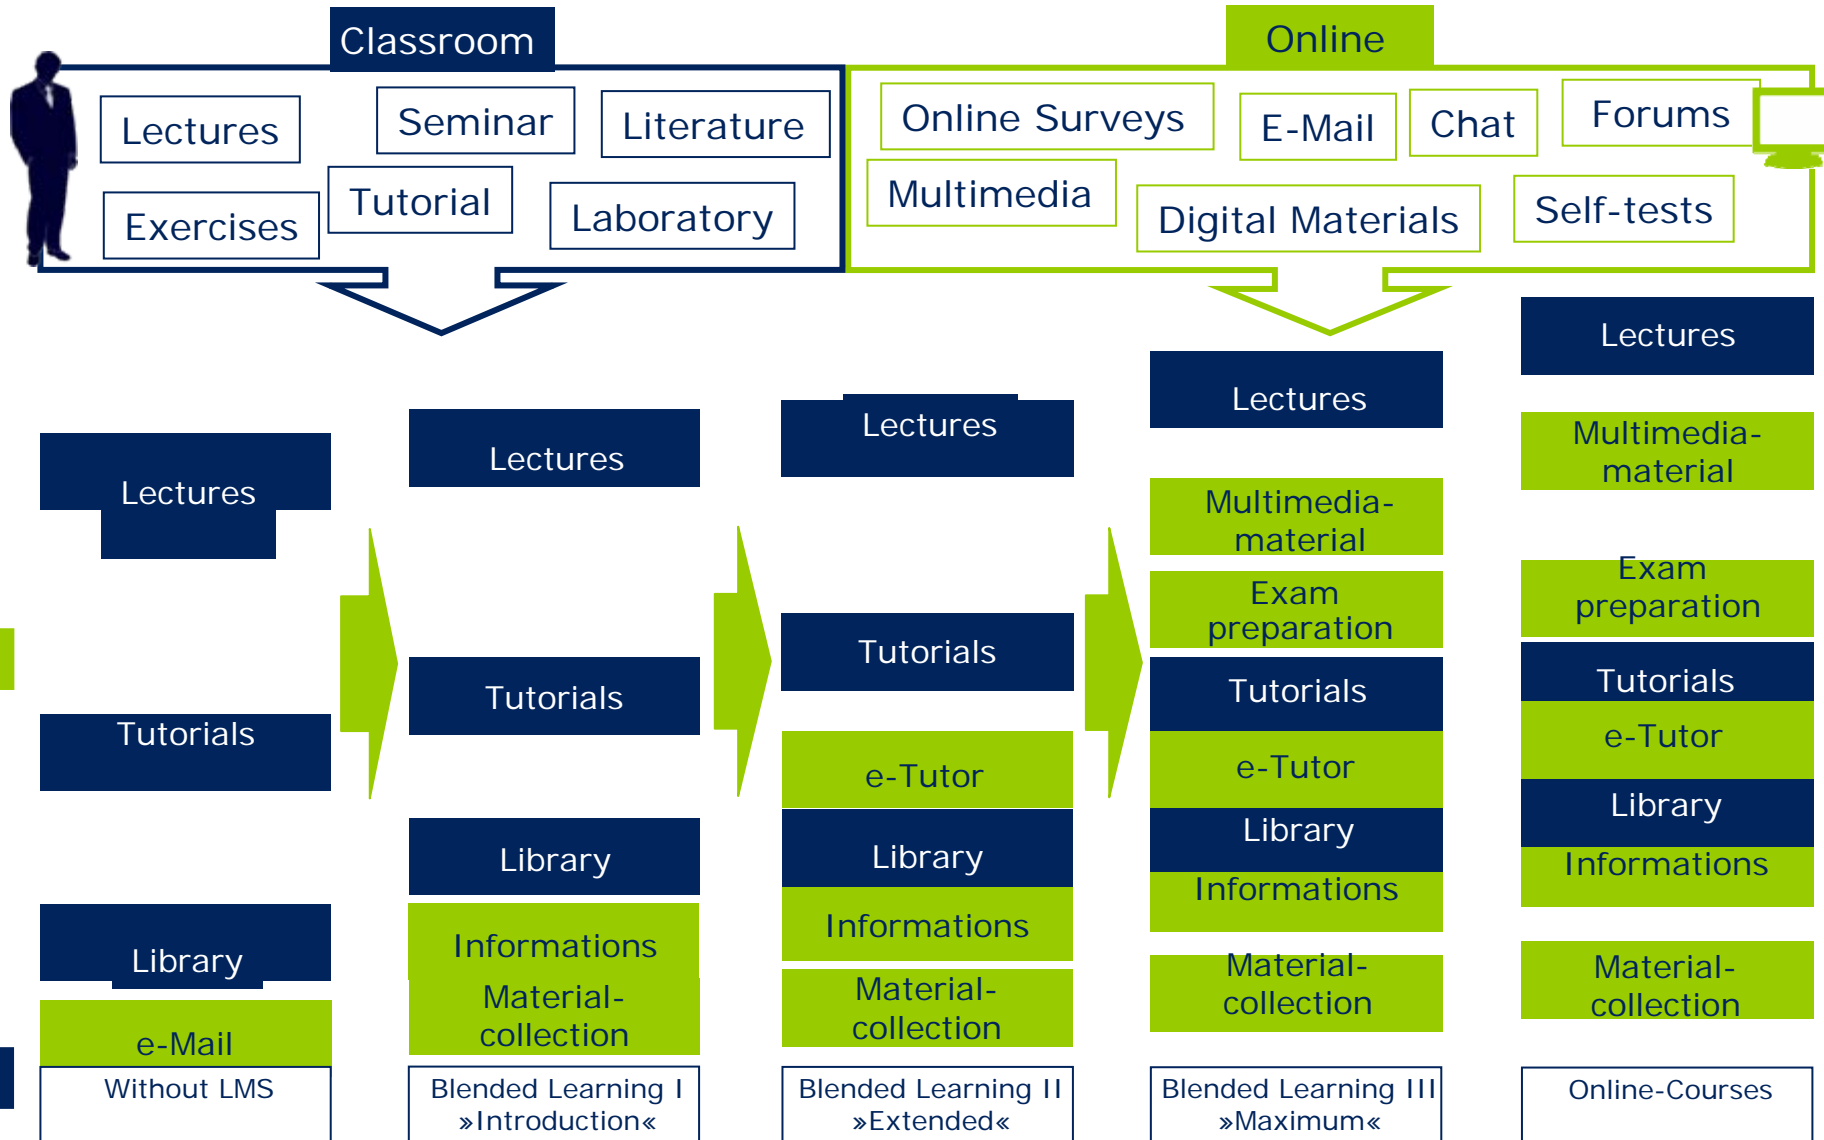 Classroom
Online
Lectures
Seminar
Literature
Exercises
Tutorial
Laboratory
Online Surveys
E-Mail
Chat
Forums
Multimedia
Digital Materials
Self-tests
Lectures
Tutorials
Library
e-Mail
Without LMS
Lectures
Tutorials
Library
Informations
Material-
collection
Blended Learning I
»Introduction«
Lectures
Tutorials
e-Tutor
Library
Informations
Material-
collection
Blended Learning II
»Extended«
Lectures
Multimedia-
material
Exam
preparation
Tutorials
e-Tutor
Library
Informations
Material-
collection
Blended Learning III
»Maximum«
Lectures
Multimedia-
material
Exam
preparation
Tutorials
e-Tutor
Library
Informations
Material-
collection
Online-Courses